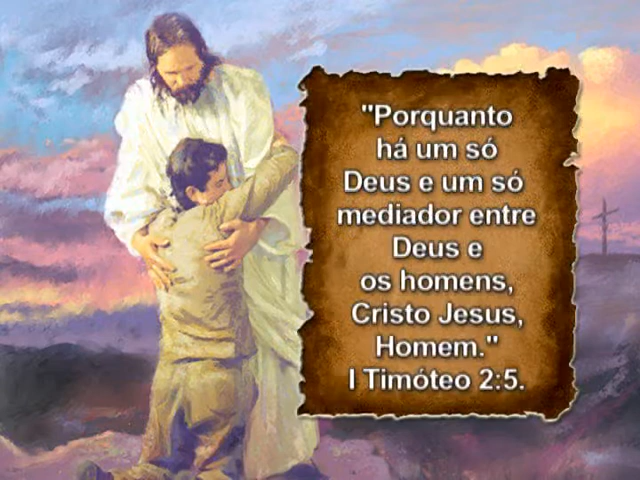 "Porquanto
há um só
Deus e um só
mediador entre
Deus e
os homens,
Cristo Jesus,
Homem."
I Timóteo 2:5.